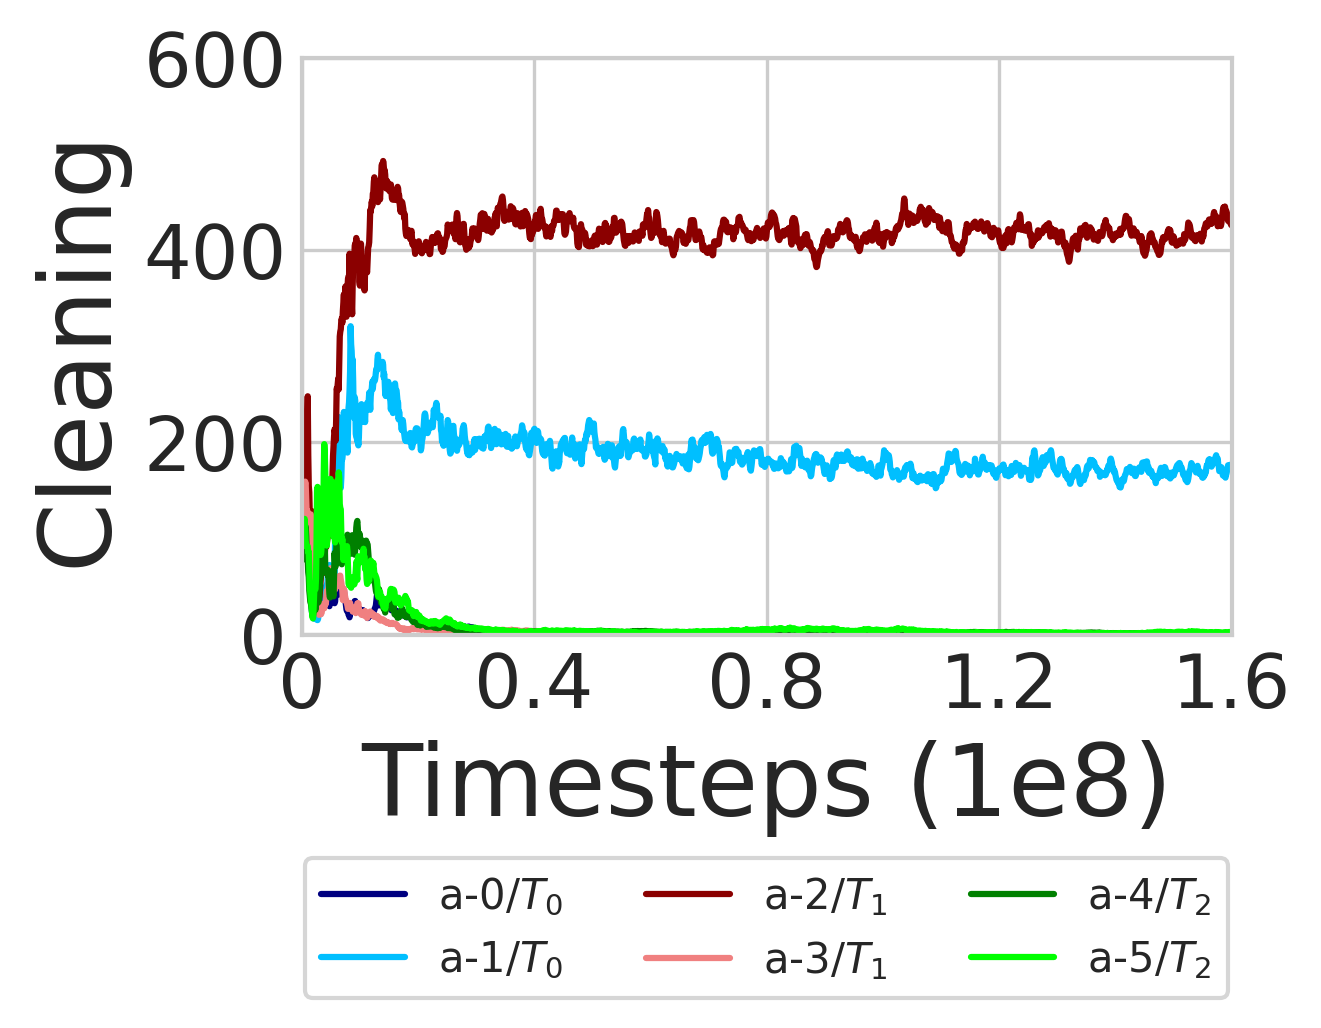 600
400
200
0
Cleaning
0 0.4 0.8 1.2 1.6
Timesteps (1e8)
a-0/T₀ a-2/T₁ a-4/T₂
a-1/T₀ a-3/T₁ a-5/T₂